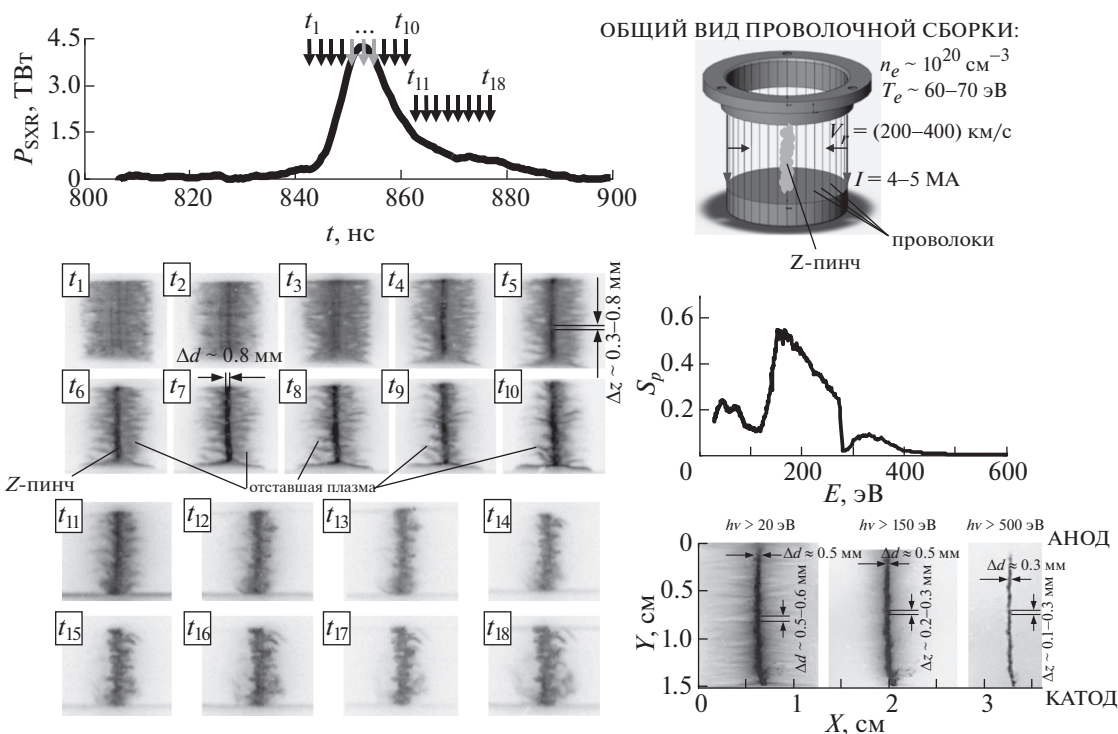 t1
...
t10
t11
t18
4.5
3.0
1.5
0
PSXR, ТВт
800
820
840
860
880
900
t, нс
ОБЩИЙ ВИД ПРОВОЛОЧНОЙ СБОРКИ:
ne ~ 10^20 см^–3
Te ~ 60–70 эВ
Vr = (200–400) км/с
I = 4–5 МА
проволоки
Z-пинч
t1
t2
t3
t4
t5
Δz ~ 0.3–0.8 мм
Δd ~ 0.8 мм
t6
t7
t8
t9
t10
Z-пинч
отставшая плазма
t11
t12
t13
t14
t15
t16
t17
t18
0.6
0.4
0.2
Sp
0
200
400
600
E, эВ
hν > 20 эВ
hν > 150 эВ
hν > 500 эВ
АНОД
Δd ≈ 0.5 мм
Δd ≈ 0.5 мм
Δd ≈ 0.3 мм
Δd ~ 0.5–0.6 мм
Δz ~ 0.2–0.3 мм
Δz ~ 0.1–0.3 мм
0
0.5
1.0
1.5
Y, см
КАТОД
0
1
2
3
X, см